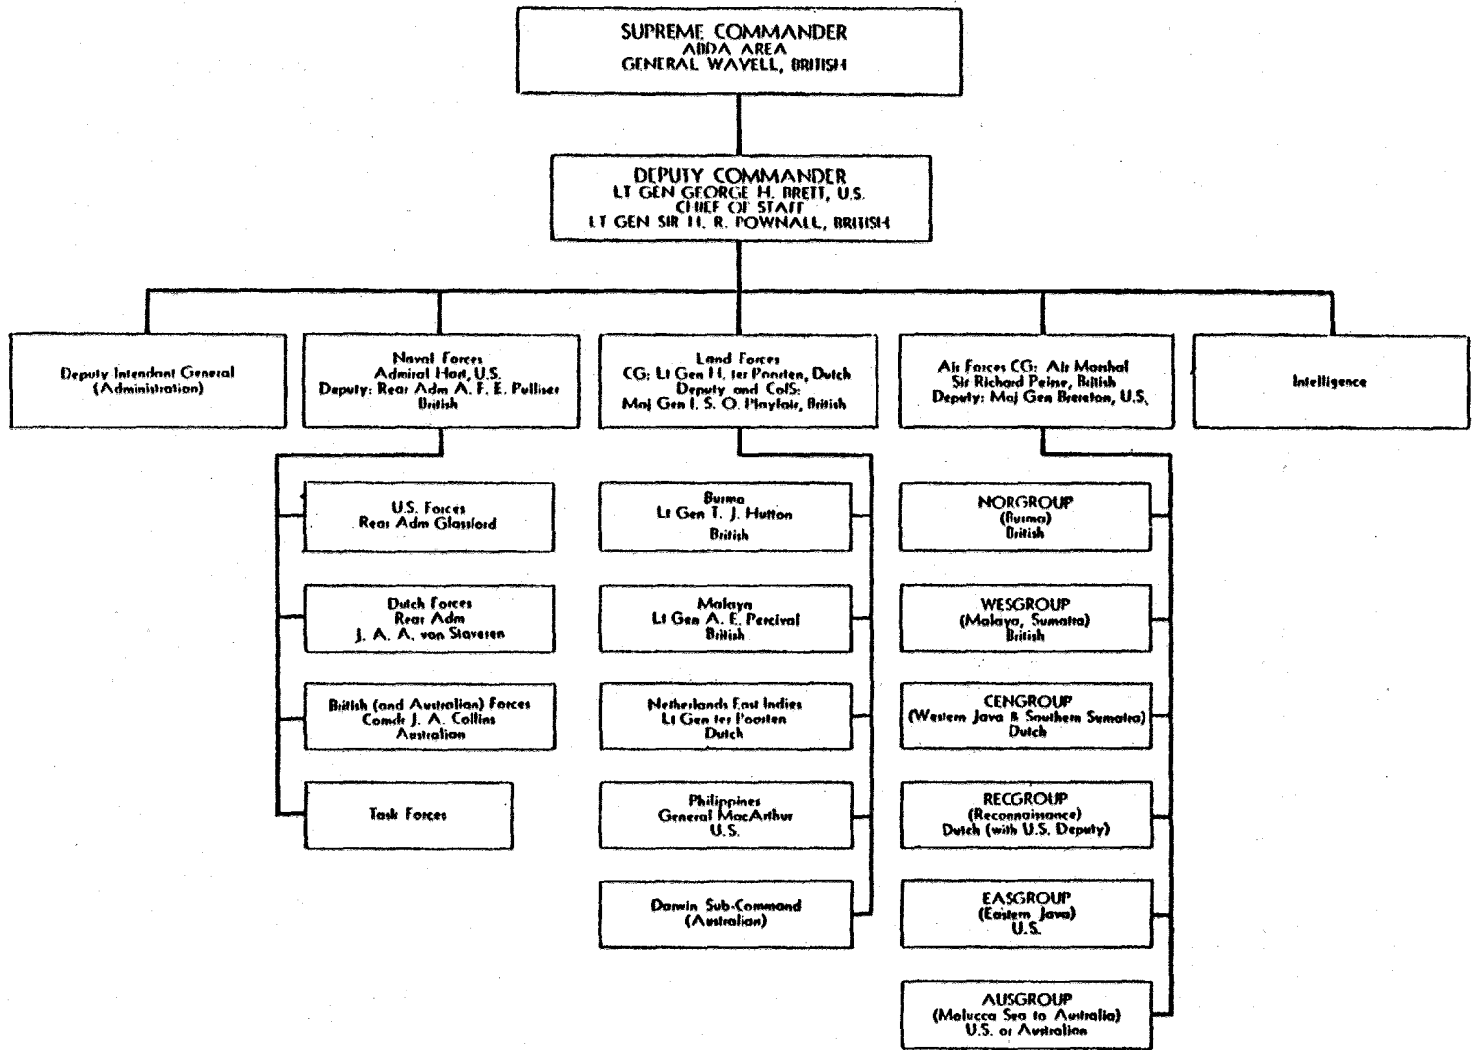 SUPREME COMMANDER
ABDA AREA
GENERAL WAVELL, BRITISH
DEPUTY COMMANDER
LT GEN GEORGE H. BRETT, U.S.
CHIEF OF STAFF
LT GEN SIR H. R. POWNALL, BRITISH
Deputy Intendant General
(Administration)
Naval Forces
Admiral Hart, U.S.
Deputy: Rear Adm A. F. E. Palliser
British
Land Forces
CG: Lt Gen H. ter Poorten, Dutch
Deputy and CofS:
Maj Gen I. S. O. Playfair, British
Air Forces CG: Air Marshal
Sir Richard Peirse, British
Deputy: Maj Gen Brereton, U.S.
Intelligence
U.S. Forces
Rear Adm Glassford
Dutch Forces
Rear Adm
J. A. A. van Staveren
British (and Australian) Forces
Comdr J. A. Collins
Australian
Task Forces
Burma
Lt Gen T. J. Hutton
British
Malaya
Lt Gen A. E. Percival
British
Netherlands East Indies
Lt Gen ter Poorten
Dutch
Philippines
General MacArthur
U.S.
Darwin Sub-Command
(Australian)
NORGROUP
(Burma)
British
WESGROUP
(Malaya, Sumatra)
British
CENGROUP
(Western Java & Southern Sumatra)
Dutch
RECGROUP
(Reconnaisance)
Dutch (with U.S. Deputy)
EASGROUP
(Eastern Java)
U.S.
AUSGROUP
(Molucca Sea to Australia)
U.S. or Australian